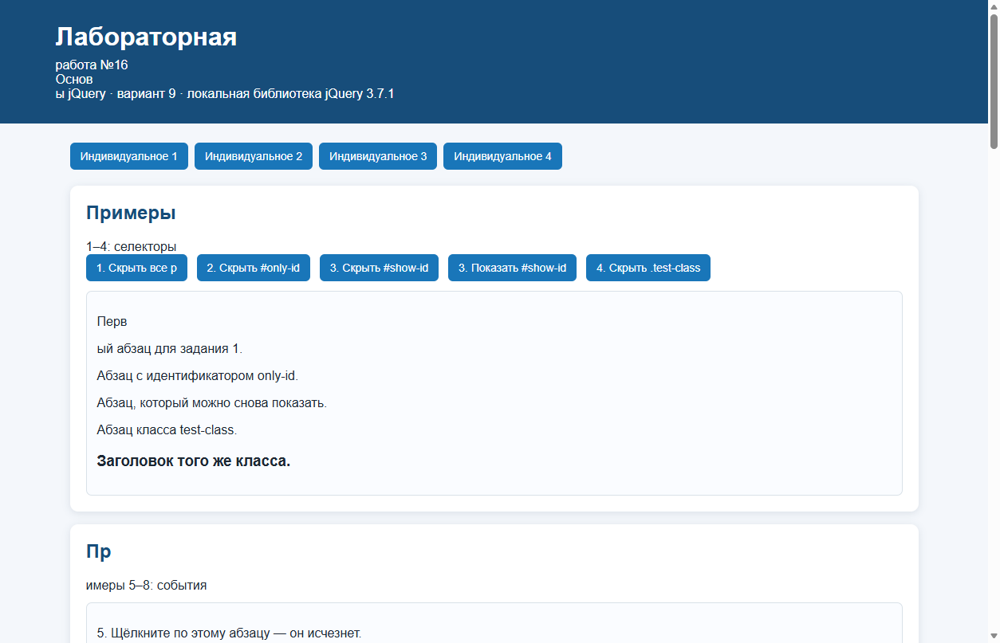 Лабораторная
работа №16
Основ
ы jQuery · вариант 9 · локальная библиотека jQuery 3.7.1
Индивидуальное 1 Индивидуальное 2 Индивидуальное 3 Индивидуальное 4
Примеры
1–4: селекторы
1. Скрыть все p 2. Скрыть #only-id 3. Скрыть #show-id 3. Показать #show-id 4. Скрыть .test-class
Перв
ый абзац для задания 1.
Абзац с идентификатором only-id.
Абзац, который можно снова показать.
Абзац класса test-class.
Заголовок того же класса.
Пр
имеры 5–8: события
5. Щёлкните по этому абзацу — он исчезнет.